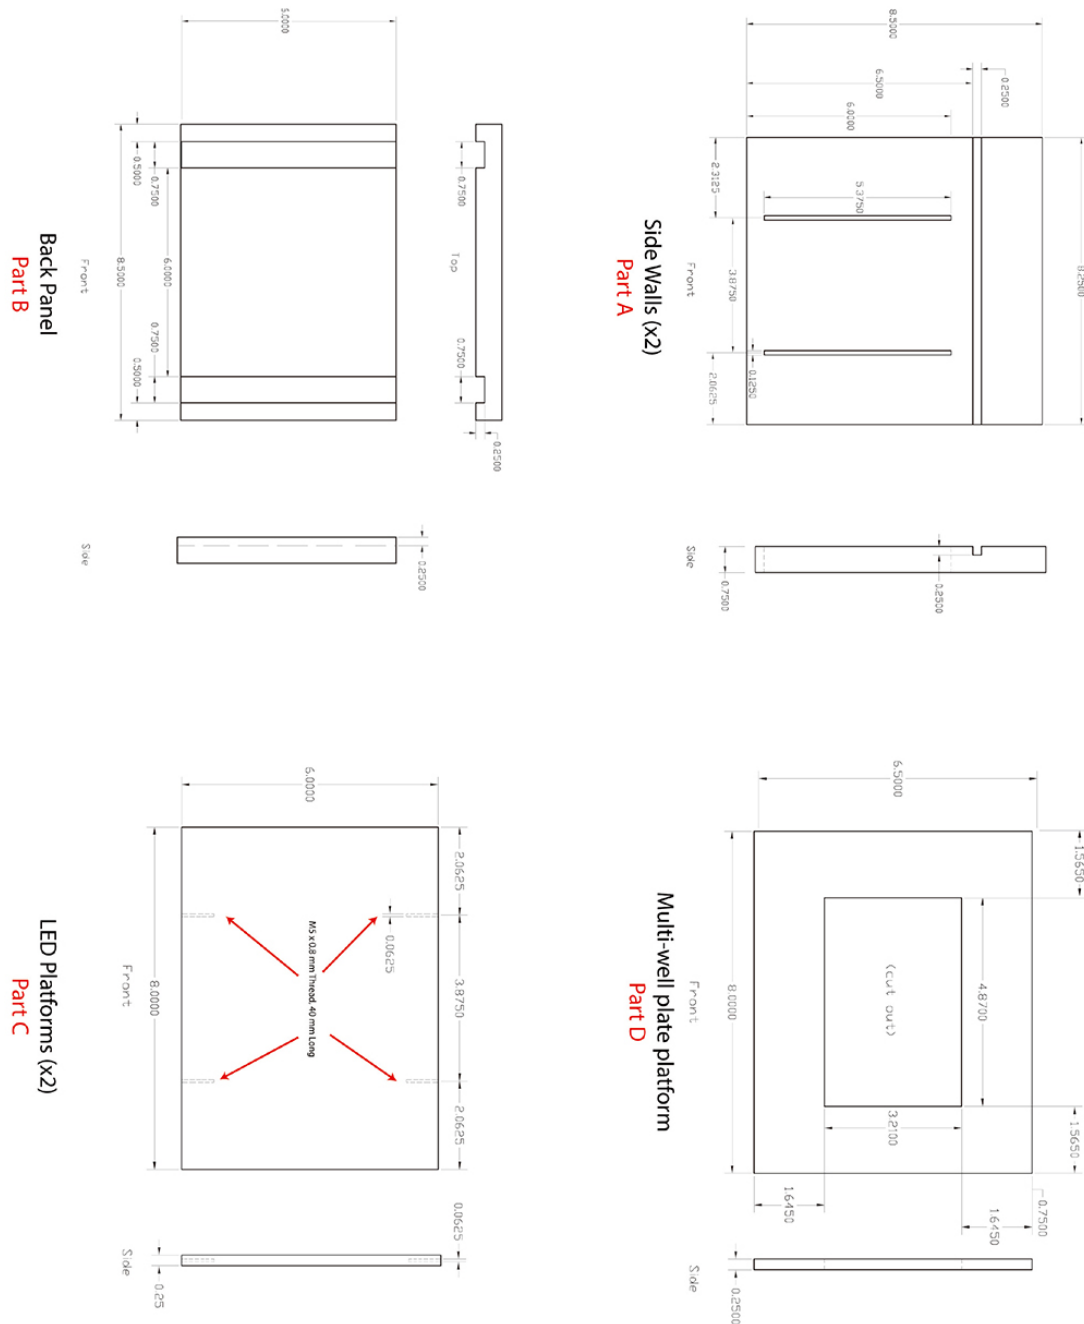 8.2500
8.5000
0.2500
6.5000
6.0000
5.3750
2.3125
3.8750
0.1250
2.0625
Front
Side
0.2500
0.7500
Side Walls (x2)
Part A
1.5650
4.8700
1.5650
6.5000
(cut out)
3.2100
0.7500
1.6450
1.6450
8.0000
Front
Side
0.2500
Multi-well plate platform
Part D
Top
0.7500
0.7500
0.2500
5.0000
0.7500
6.0000
0.7500
0.5000
0.5000
8.5000
Front
Side
0.2500
Back Panel
Part B
2.0625
3.8750
2.0625
0.0625
6.0000
M5 x 0.8 mm Thread, 40 mm Long
8.0000
Front
0.0625
0.25
Side
LED Platforms (x2)
Part C